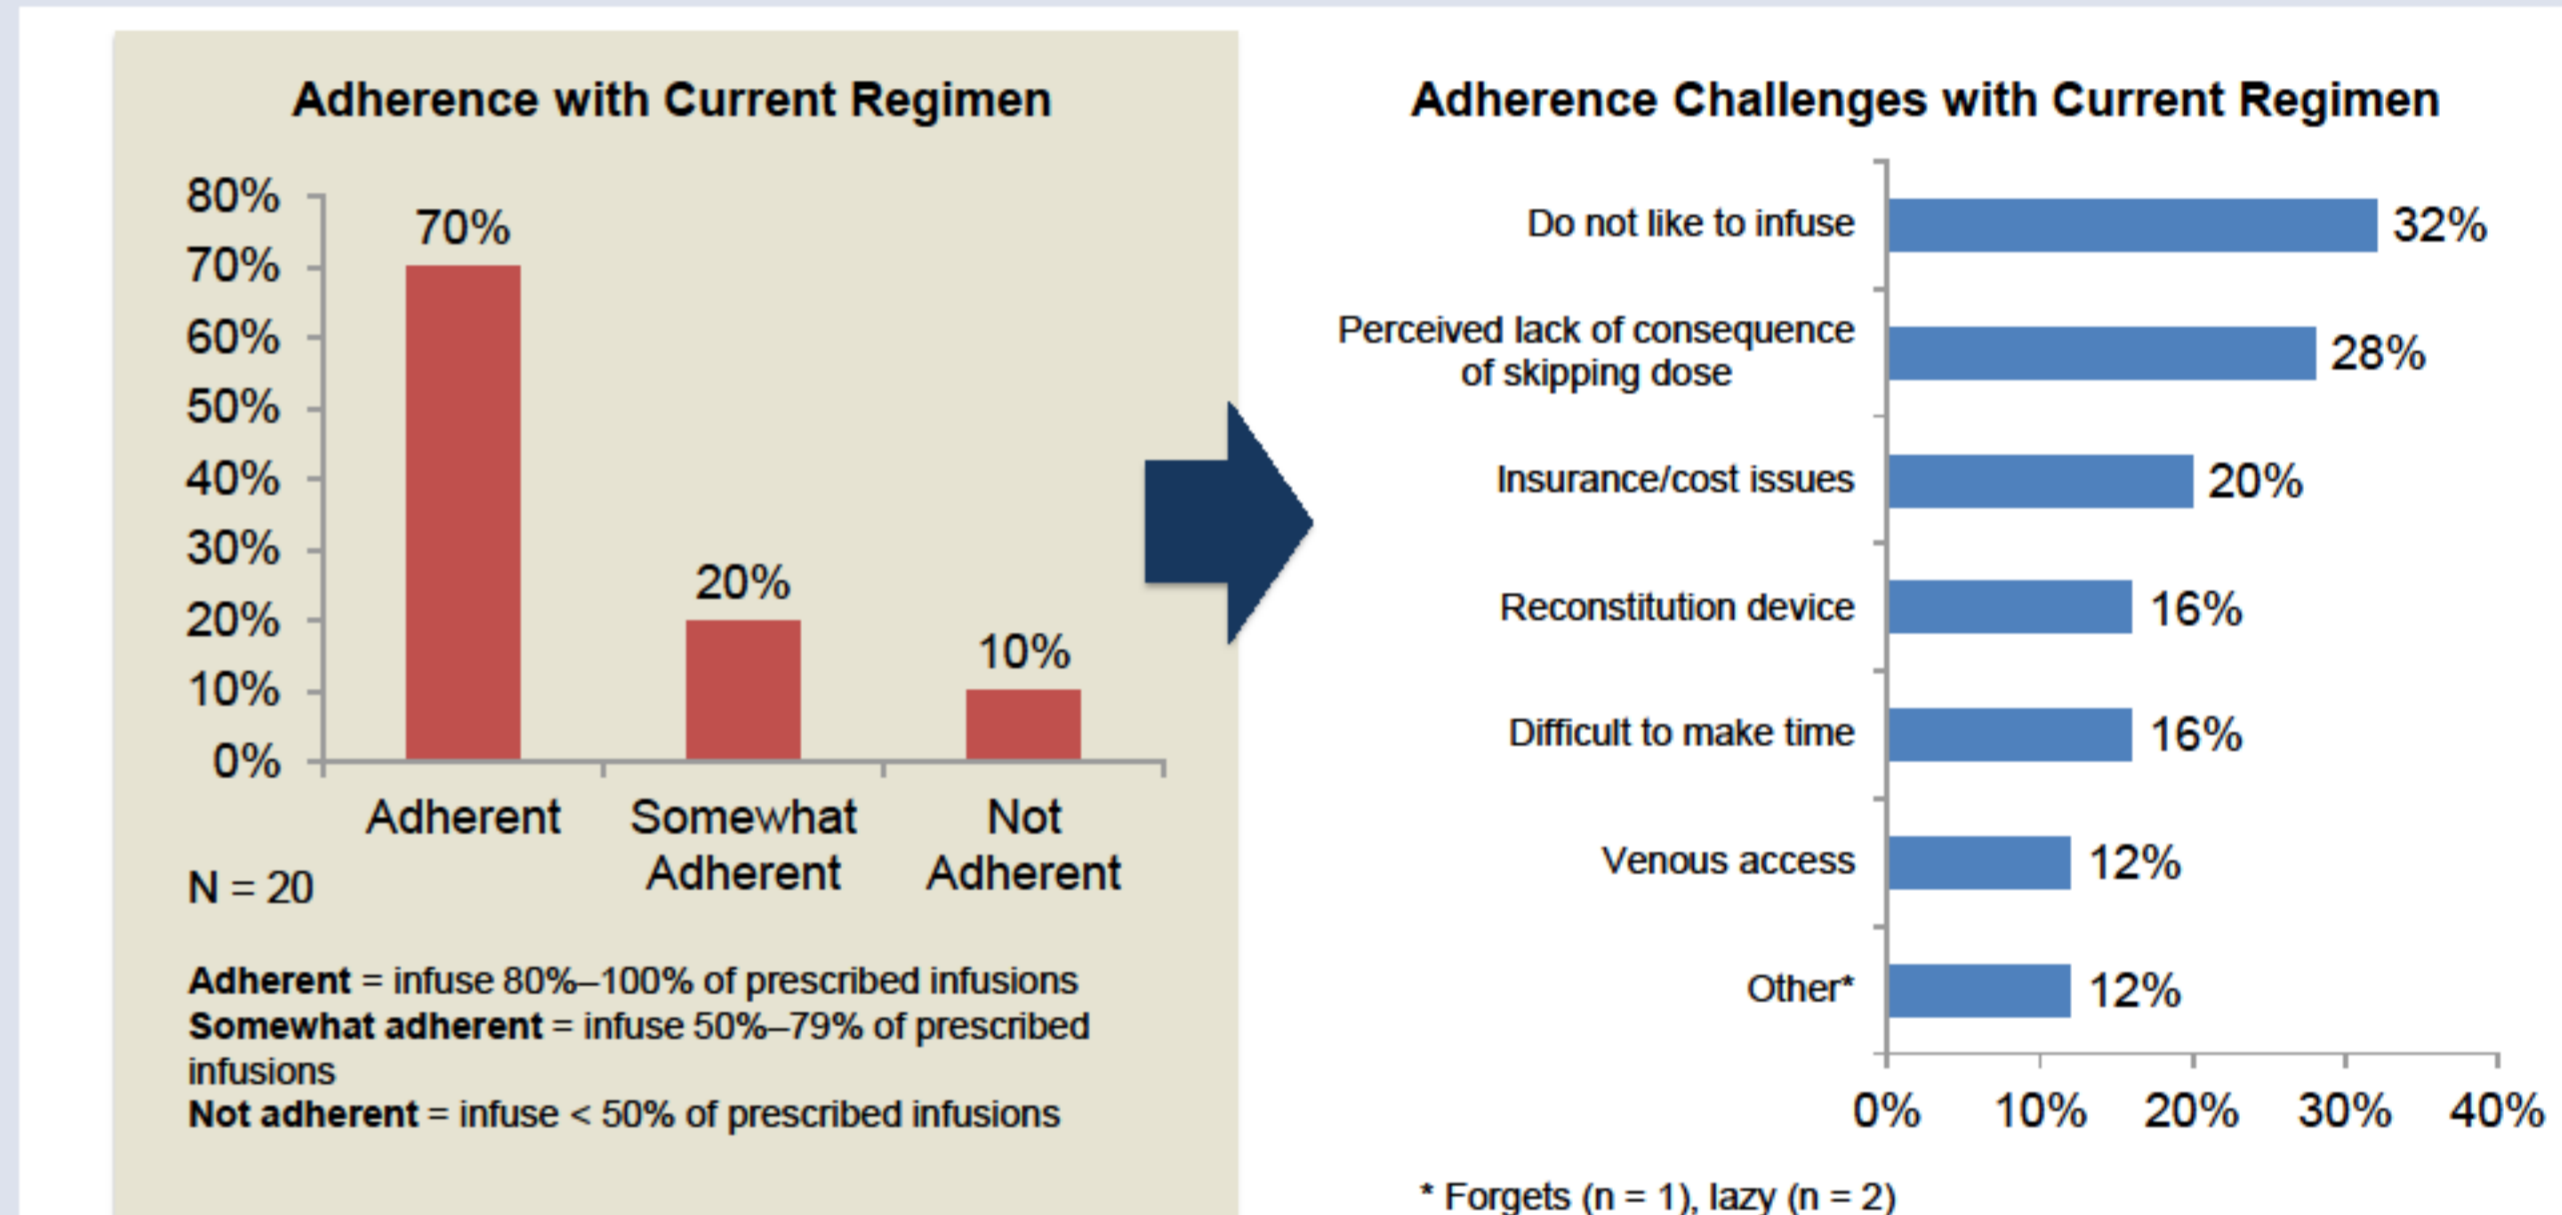 Adherence with Current Regimen
80%
70%
60%
50%
40%
30%
20%
10%
0%
70%
20%
10%
Adherent
Somewhat
Adherent
Not
Adherent
N = 20
Adherent = infuse 80%–100% of prescribed infusions
Somewhat adherent = infuse 50%–79% of prescribed
infusions
Not adherent = infuse < 50% of prescribed infusions
Adherence Challenges with Current Regimen
Do not like to infuse
32%
Perceived lack of consequence
of skipping dose
28%
Insurance/cost issues
20%
Reconstitution device
16%
Difficult to make time
16%
Venous access
12%
Other*
12%
0%
10%
20%
30%
40%
* Forgets (n = 1), lazy (n = 2)